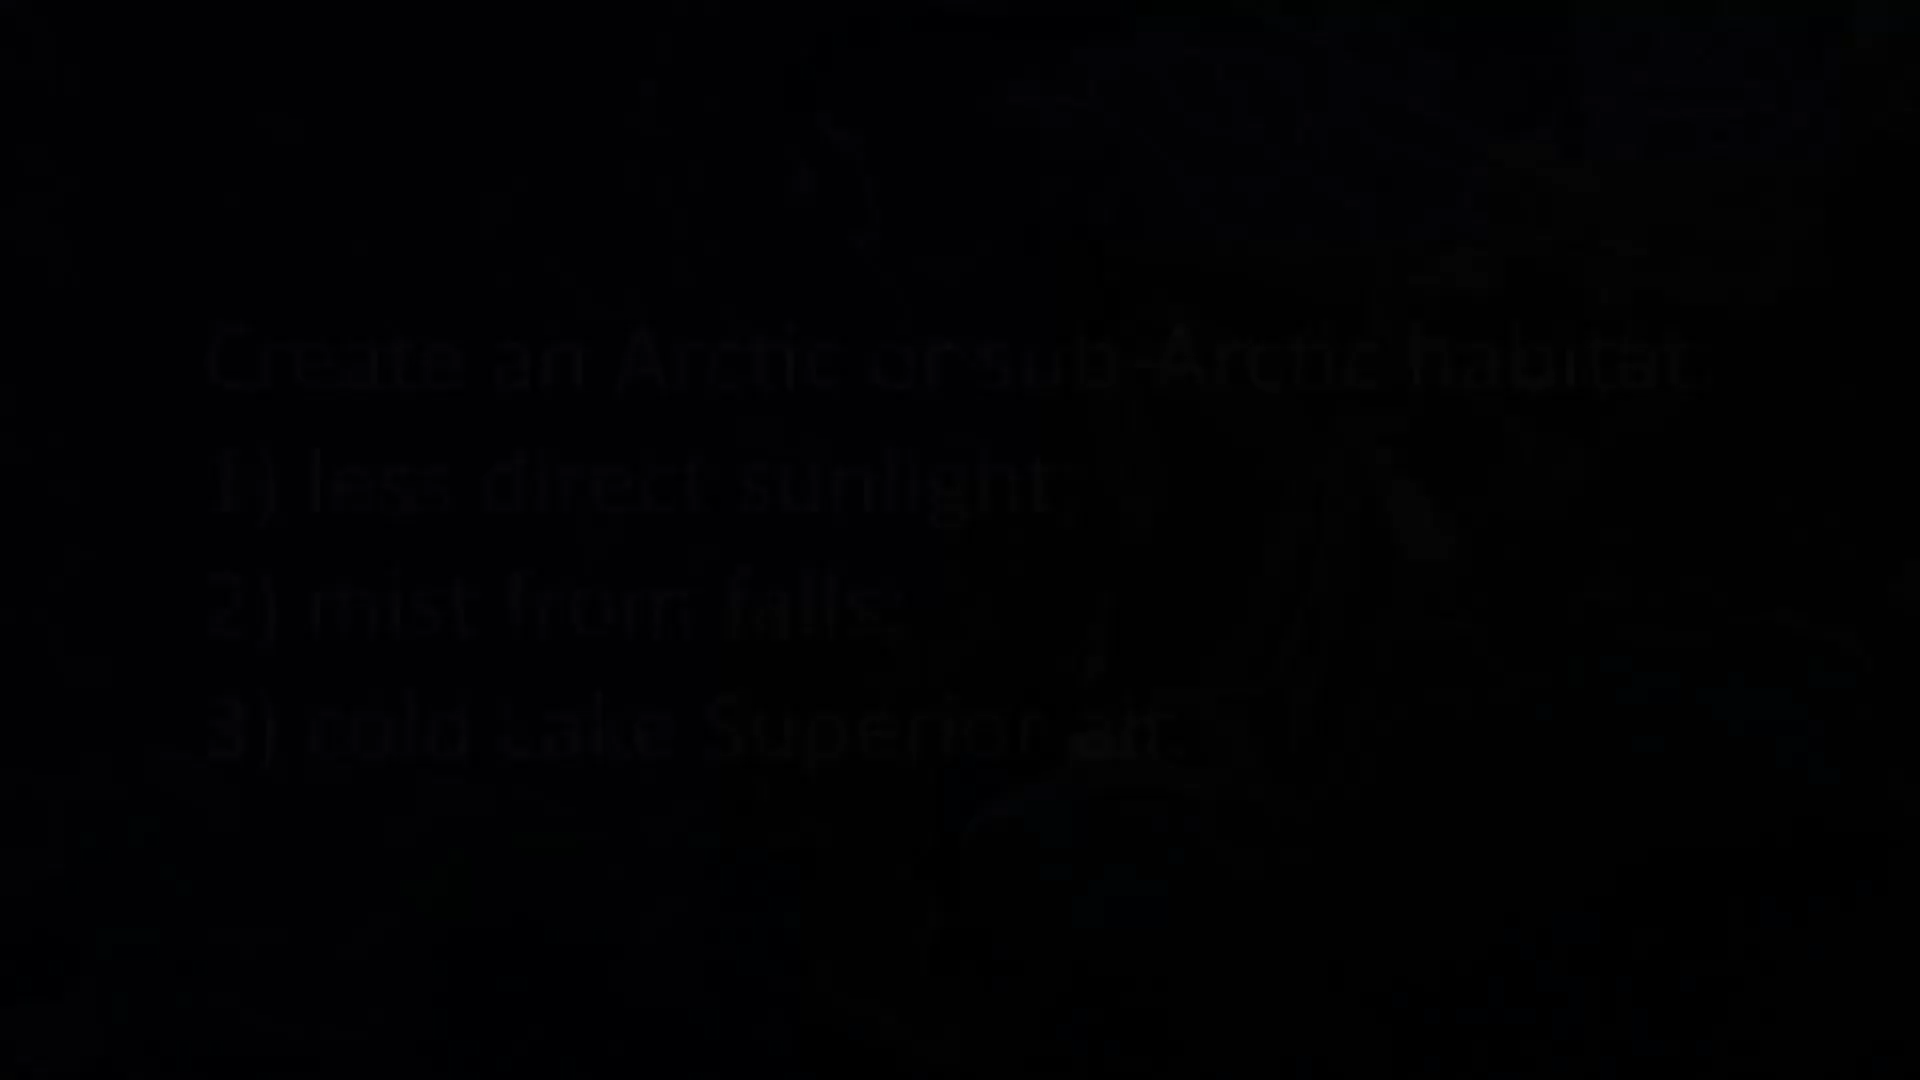 Create an Arctic or sub-Arctic habitat
1) less direct sunlight
2) mist from falls
3) cold Lake Superior air